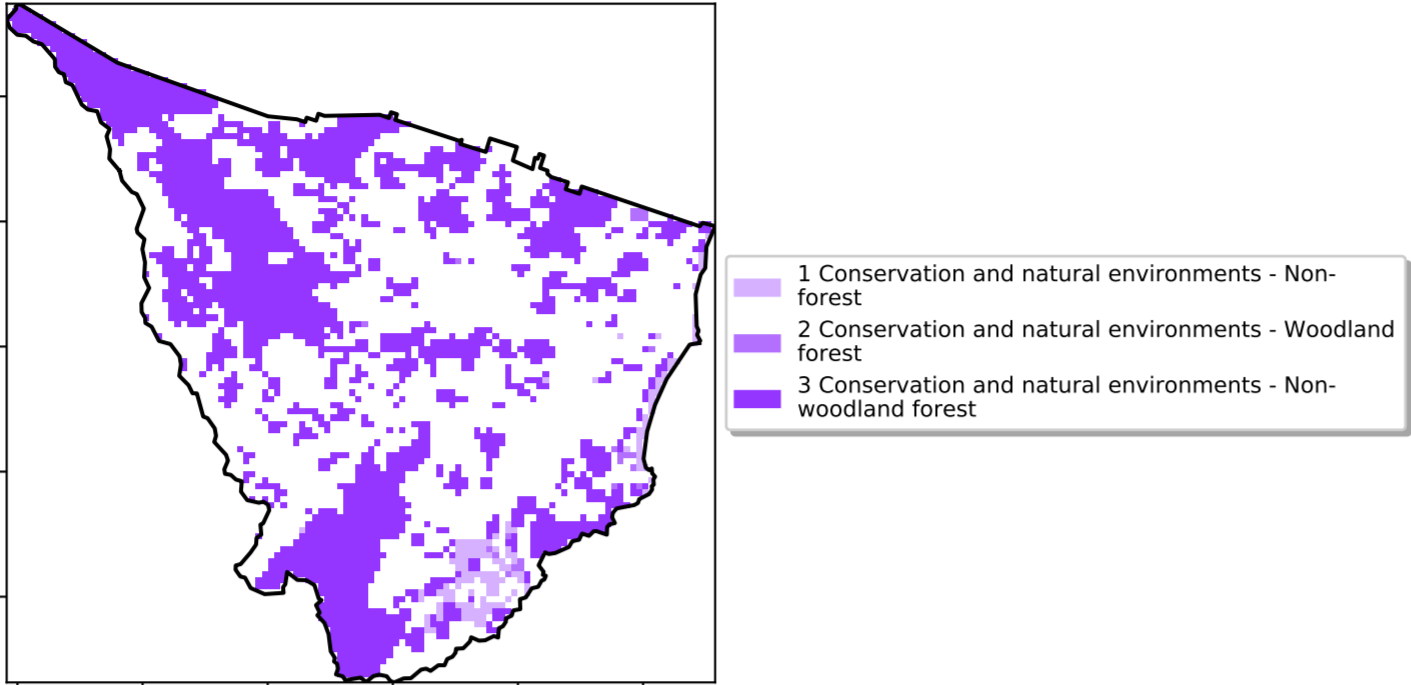 1 Conservation and natural environments - Non-
forest
2 Conservation and natural environments - Woodland
forest
3 Conservation and natural environments - Non-
woodland forest